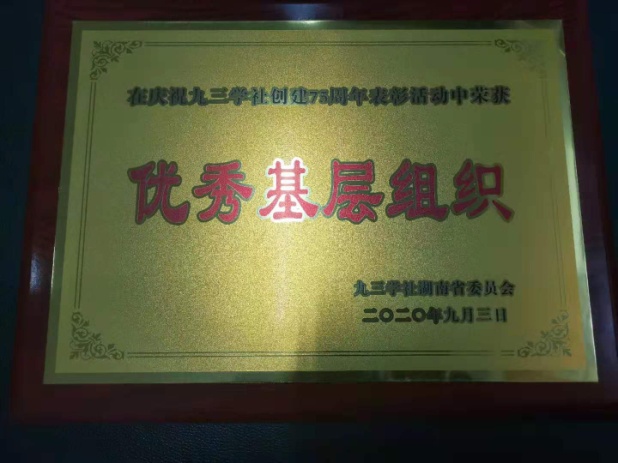 在庆祝九三学社创建75周年表彰活动中荣获
优秀基层组织
九三学社湖南省委员会
二〇二〇年九月三日